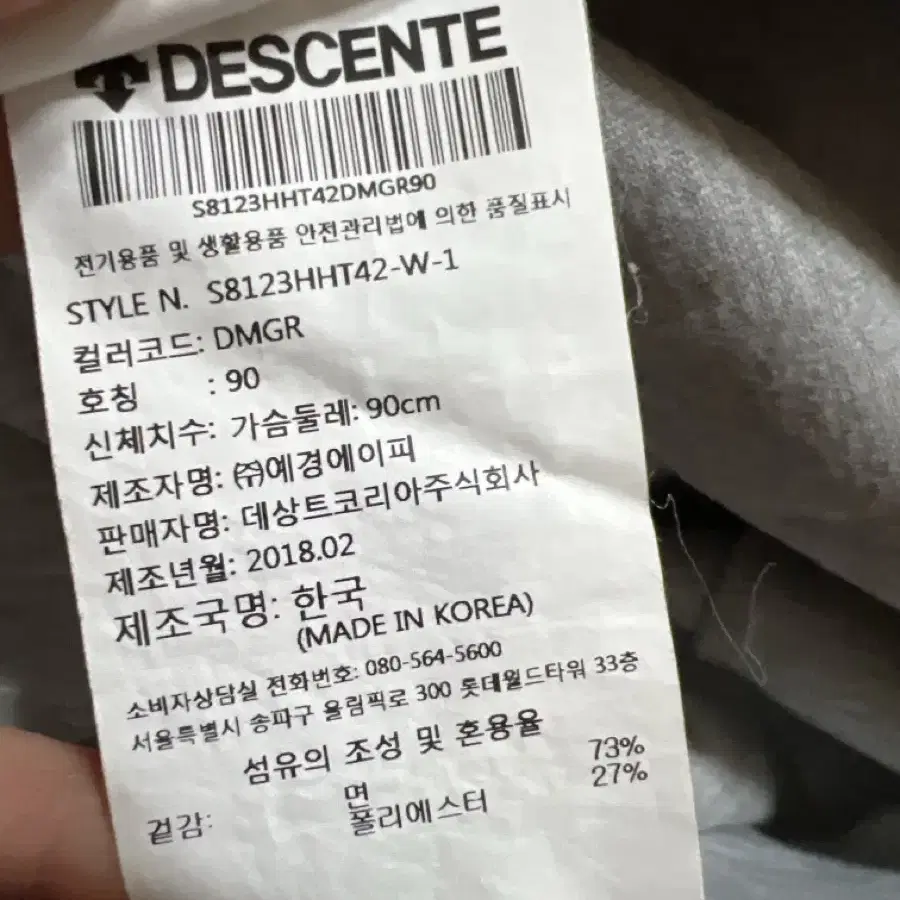 DESCENTE
S8123HHT42DMGR90
전기용품 및 생활용품 안전관리법에 의한 품질표시
STYLE N. S8123HHT42-W-1
컬러코드: DMGR
호칭 : 90
신체치수: 가슴둘레: 90cm
제조자명: ㈜예경에이피
판매자명: 데상트코리아주식회사
제조년월: 2018.02
제조국명: 한국
(MADE IN KOREA)
소비자상담실 전화번호: 080-564-5600
서울특별시 송파구 올림픽로 300 롯데월드타워 33층
섬유의 조성 및 혼용율
겉감: 면 73%
폴리에스터 27%